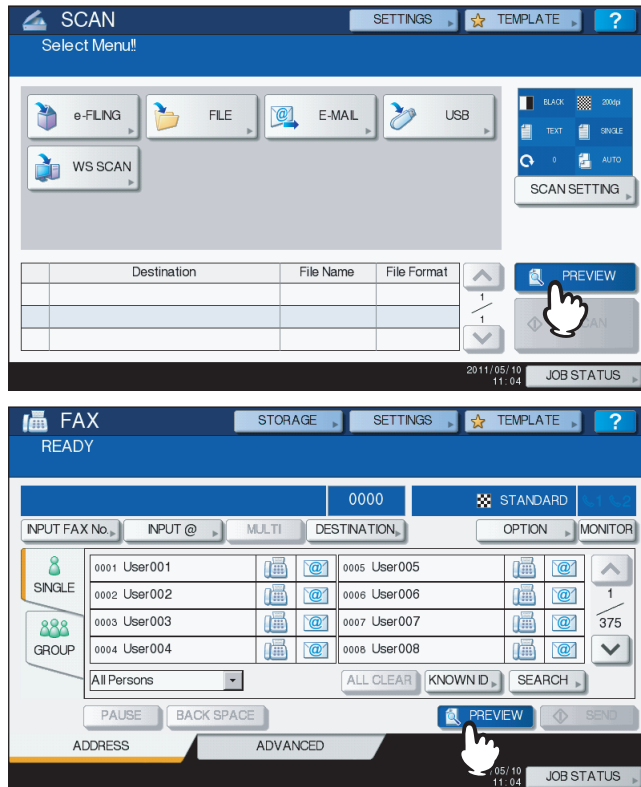 SCAN SETTINGS TEMPLATE ?
Select Menu!!
e-FILING FILE E-MAIL USB
WS SCAN
BLACK 200dpi
TEXT SINGLE
0 AUTO
SCAN SETTING
Destination File Name File Format
1
1
PREVIEW
2011/05/10
11:04
JOB STATUS
FAX STORAGE SETTINGS TEMPLATE ?
READY
0000 STANDARD
INPUT FAX No. INPUT @ MULTI DESTINATION OPTION MONITOR
SINGLE
GROUP
0001 User001 0005 User005
0002 User002 0006 User006
0003 User003 0007 User007
0004 User004 0008 User008
1
375
All Persons ALL CLEAR KNOWN ID SEARCH
PAUSE BACK SPACE PREVIEW SEND
ADDRESS ADVANCED
/05/10
11:04
JOB STATUS